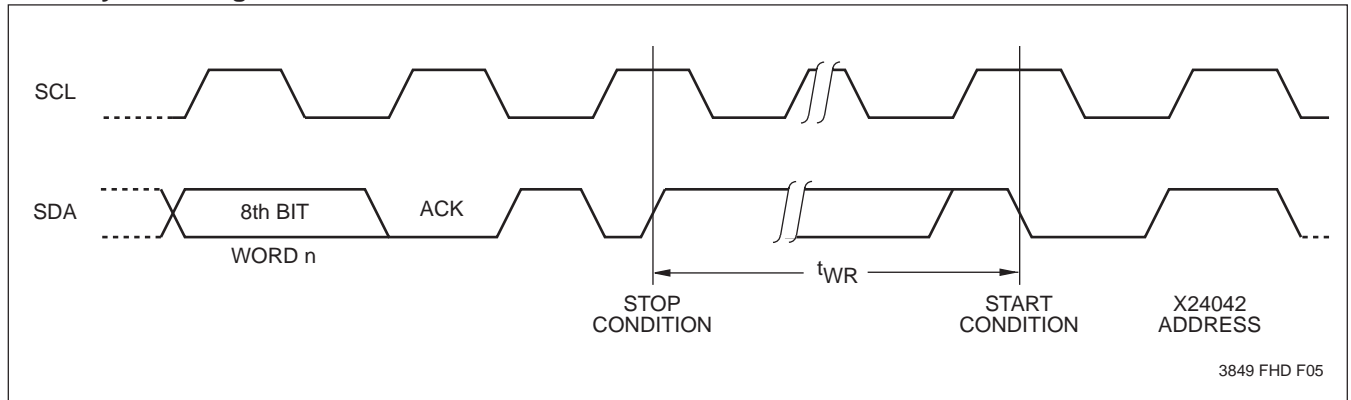 SCL
SDA
8th BIT
ACK
WORD n
tWR
STOP
CONDITION
START
CONDITION
X24042
ADDRESS
3849 FHD F05